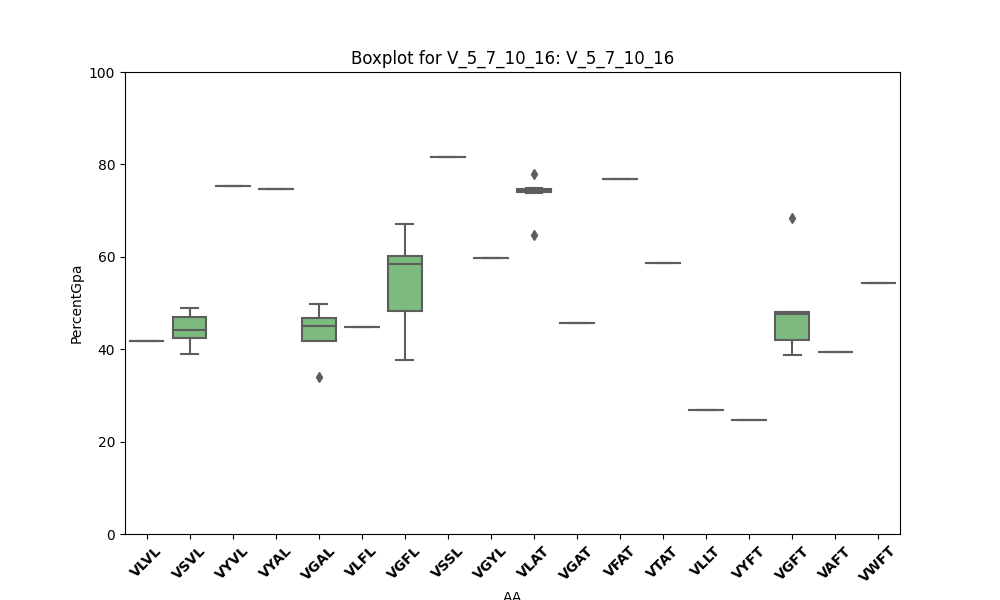 Boxplot for V_5_7_10_16: V_5_7_10_16
100
80
60
40
20
0
PercentGpa
VLVL VSVL VYVL VYAL VGAL VLFL VGFL VSSL VGYL VLAT VGAT VFAT VTAT VLLT VYFT VGFT VAFT VWFT
AA